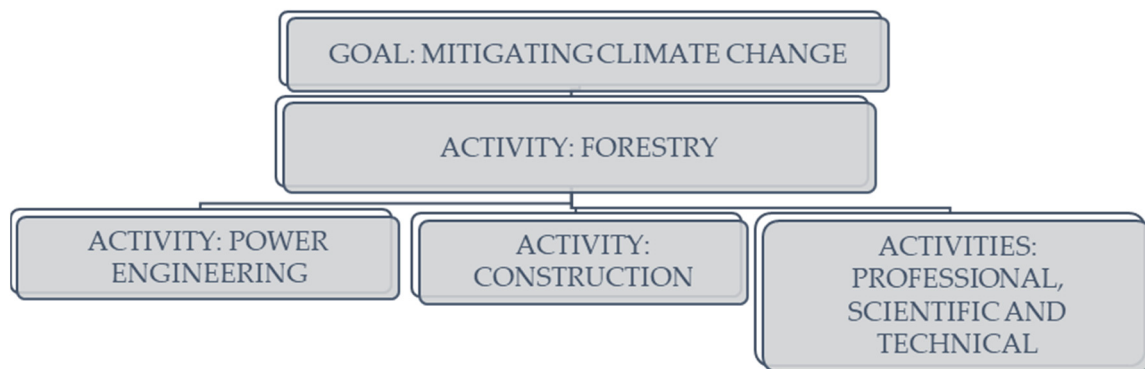 GOAL: MITIGATING CLIMATE CHANGE
ACTIVITY: FORESTRY
ACTIVITY: POWER
ENGINEERING
ACTIVITY:
CONSTRUCTION
ACTIVITIES:
PROFESSIONAL,
SCIENTIFIC AND
TECHNICAL